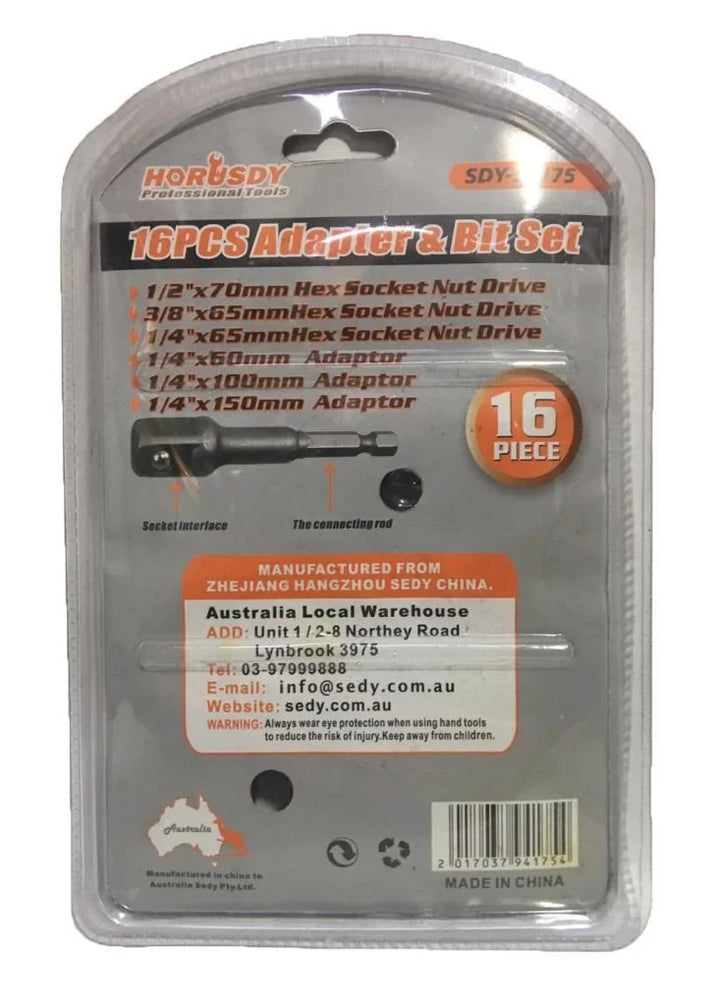 HORUSDY
Professional Tools
16PCS Adapter & Bit Set
1/2"x70mm Hex Socket Nut Drive
3/8"x65mmHex Socket Nut Drive
1/4"x65mmHex Socket Nut Drive
1/4"x60mm Adaptor
1/4"x100mm Adaptor
1/4"x150mm Adaptor
16
PIECE
Socket interface
The connecting rod
MANUFACTURED FROM
ZHEJIANG HANGZHOU SEDY CHINA.
Australia Local Warehouse
ADD: Unit 1 / 2-8 Northey Road
Lynbrook 3975
Tel: 03-97999888
E-mail: info@sedy.com.au
Website: sedy.com.au
WARNING: Always wear eye protection when using hand tools
to reduce the risk of injury.Keep away from children.
Australia
Manufactured in china to
Australia Sedy Pty.Ltd.
2 017037 941754
MADE IN CHINA